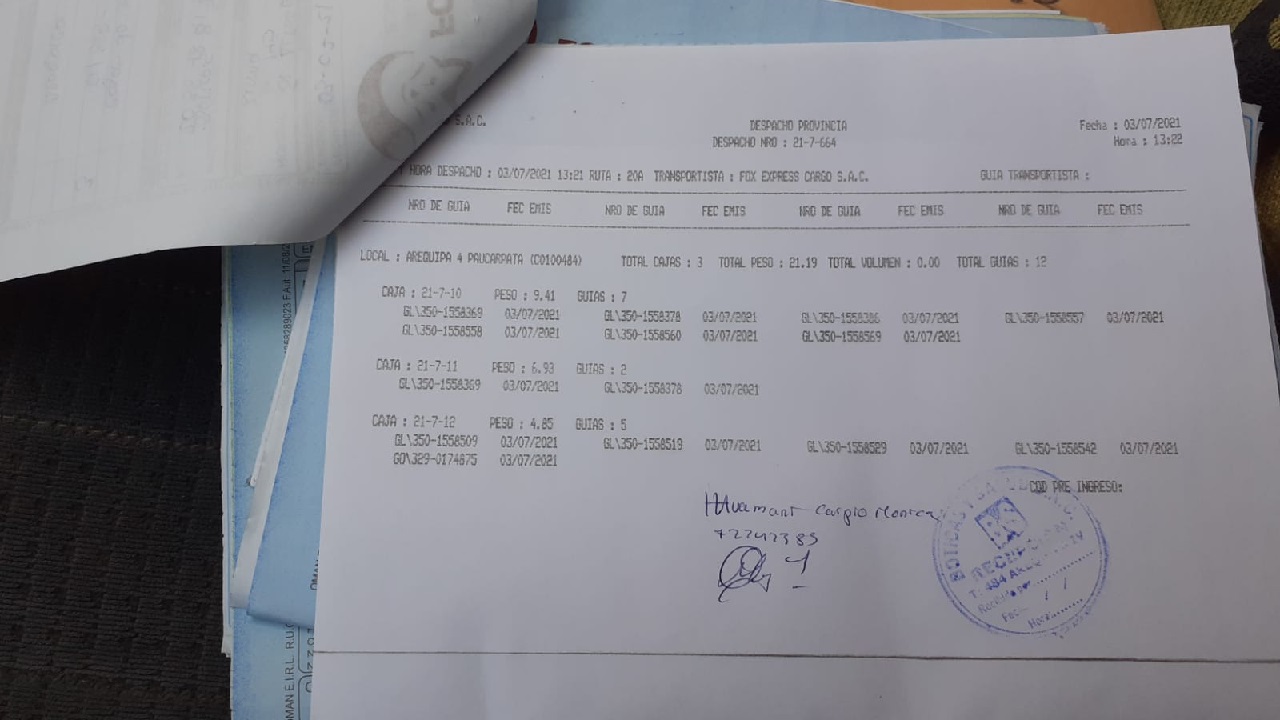 S.A.C.
DESPACHO PROVINCIA
Fecha : 03/07/2021
DESPACHO NRO : 21-7-664
Hora : 13:22
HORA DESPACHO : 03/07/2021 13:21 RUTA : 20A TRANSPORTISTA : FOX EXPRESS CARGO S.A.C. GUIA TRANSPORTISTA :
NRO DE GUIA FEC EMIS NRO DE GUIA FEC EMIS NRO DE GUIA FEC EMIS NRO DE GUIA FEC EMIS
LOCAL : AREQUIPA 4 PAUCARPATA (C0100484) TOTAL CAJAS : 3 TOTAL PESO : 21.19 TOTAL VOLUMEN : 0.00 TOTAL GUIAS : 12
CAJA : 21-7-10 PESO : 9.41 GUIAS : 7
GL\350-1558369 03/07/2021 GL\350-1558378 03/07/2021 GL\350-1558386 03/07/2021 GL\350-1558557 03/07/2021
GL\350-1558558 03/07/2021 GL\350-1558560 03/07/2021 GL\350-1558569 03/07/2021
CAJA : 21-7-11 PESO : 6.93 GUIAS : 2
GL\350-1558369 03/07/2021 GL\350-1558378 03/07/2021
CAJA : 21-7-12 PESO : 4.85 GUIAS : 5
GL\350-1558509 03/07/2021 GL\350-1558519 03/07/2021 GL\350-1558529 03/07/2021 GL\350-1558542 03/07/2021
GO\329-0174875 03/07/2021
COD PRE INGRESO:
Huamani Carpio Monica
72242385
BOTICAS